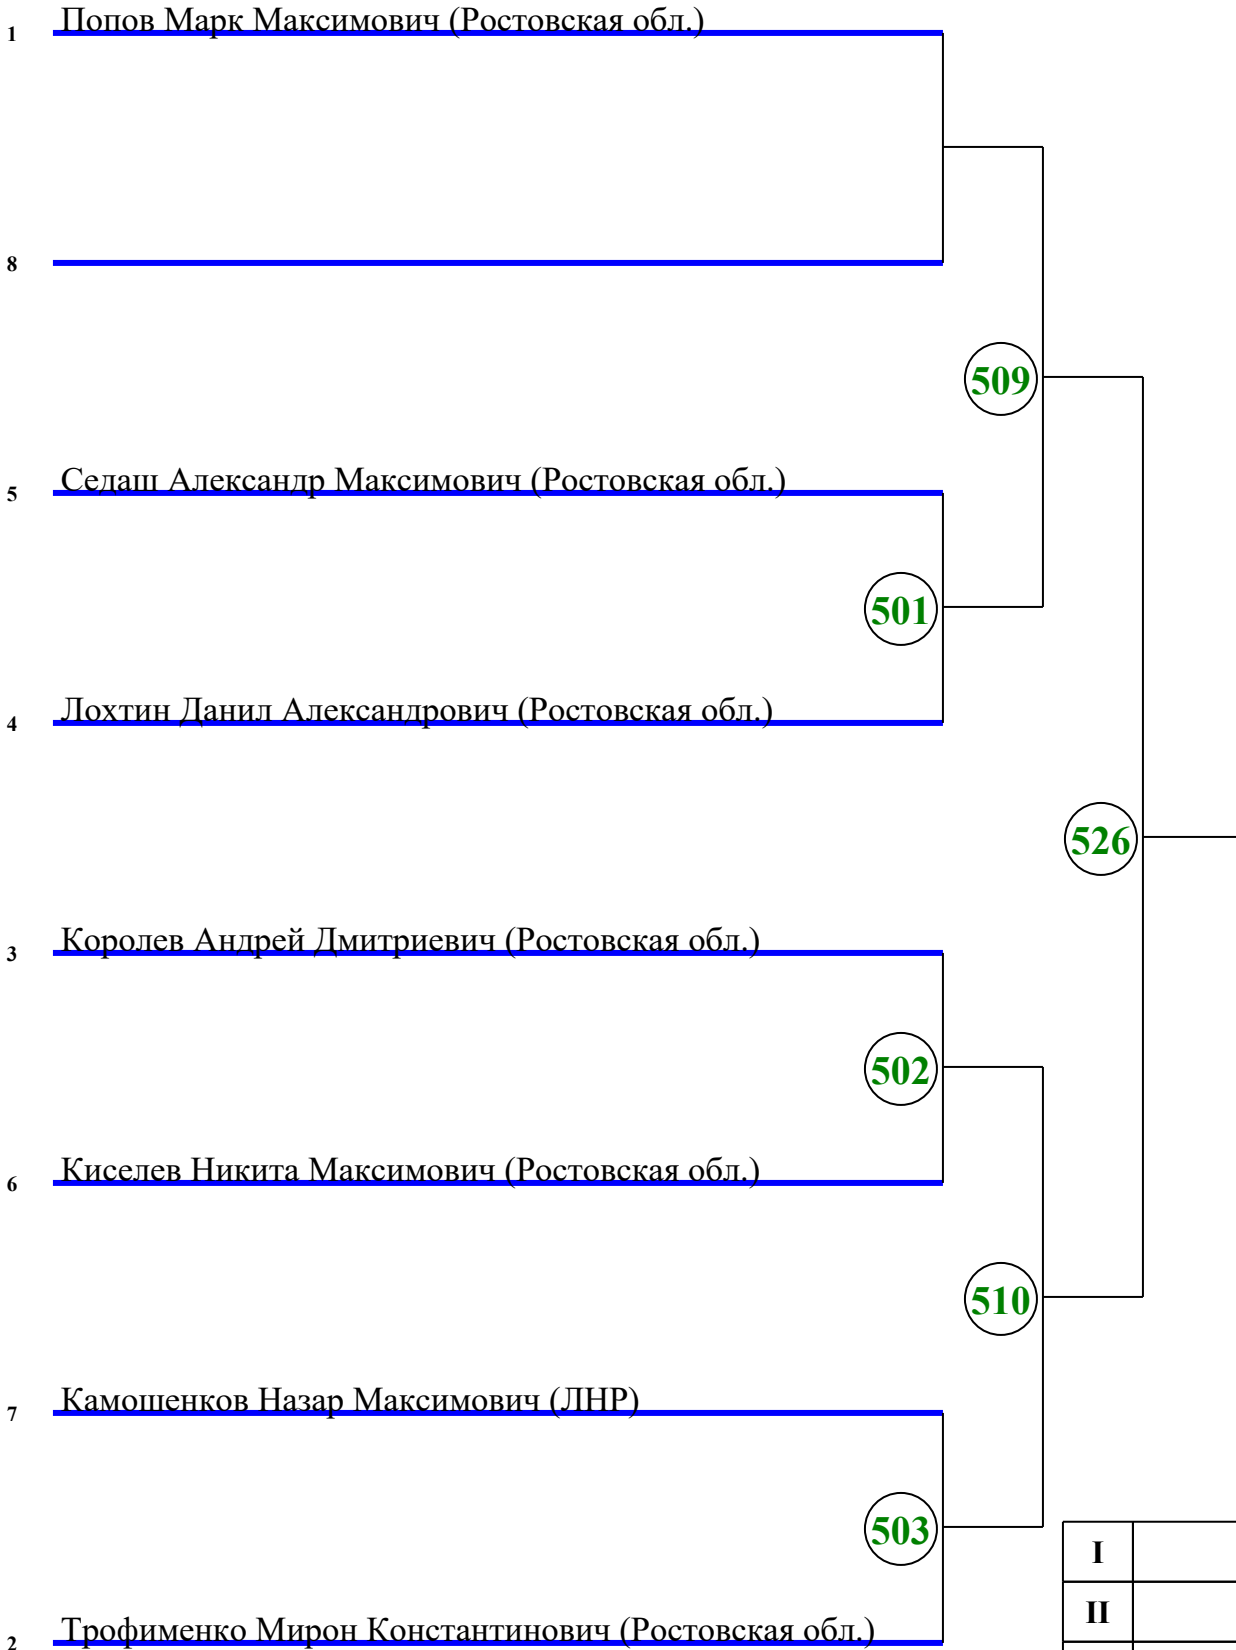 1 Попов Марк Максимович (Ростовская обл.)
8
509
5 Седаш Александр Максимович (Ростовская обл.)
501
4 Лохтин Данил Александрович (Ростовская обл.)
526
3 Королев Андрей Дмитриевич (Ростовская обл.)
502
6 Киселев Никита Максимович (Ростовская обл.)
510
7 Камошенков Назар Максимович (ЛНР)
503
I
II
2 Трофименко Мирон Константинович (Ростовская обл.)